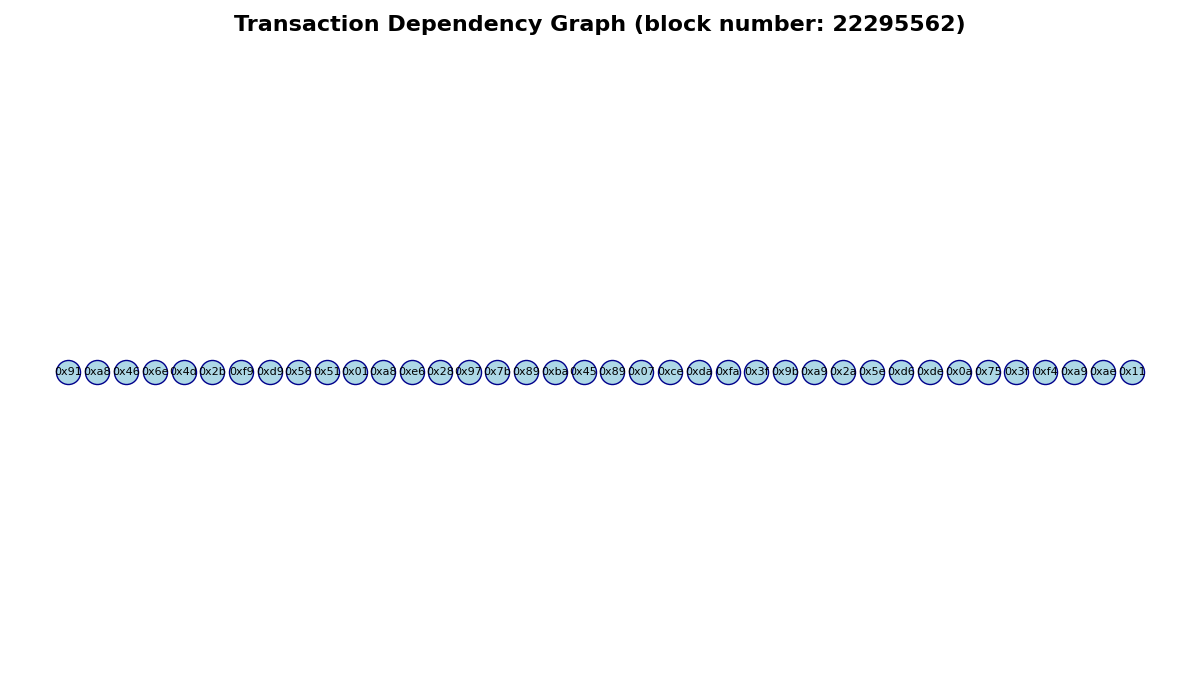 Transaction Dependency Graph (block number: 22295562)
0x91 0xa8 0x46 0x6e 0x4d 0x2b 0xf9 0xd9 0x56 0x51 0x01 0xa8 0xe6 0x28 0x97 0x7b 0x89 0xba 0x45 0x89 0x07 0xce 0xda 0xfa 0x3f 0x9b 0xa9 0x2a 0x5e 0xd6 0xde 0x0a 0x75 0x3f 0xf4 0xa9 0xae 0x11